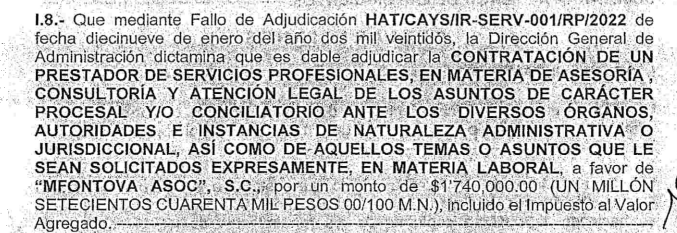 I.8.- Que mediante Fallo de Adjudicación HAT/CAYS/IR-SERV-001/RP/2022 de
fecha diecinueve de enero del año dos mil veintidós, la Dirección General de
Administración dictamina que es dable adjudicar la CONTRATACIÓN DE UN
PRESTADOR DE SERVICIOS PROFESIONALES, EN MATERIA DE ASESORÍA ,
CONSULTORÍA Y ATENCIÓN LEGAL DE LOS ASUNTOS DE CARÁCTER
PROCESAL Y/O CONCILIATORIO ANTE LOS DIVERSOS ÓRGANOS,
AUTORIDADES E INSTANCIAS DE NATURALEZA ADMINISTRATIVA O
JURISDICCIONAL, ASÍ COMO DE AQUELLOS TEMAS O ASUNTOS QUE LE
SEAN SOLICITADOS EXPRESAMENTE, EN MATERIA LABORAL, a favor de
"MFONTOVA ASOC", S.C., por un monto de $1'740,000.00 (UN MILLÓN
SETECIENTOS CUARENTA MIL PESOS 00/100 M.N.), incluido el Impuesto al Valor
Agregado.